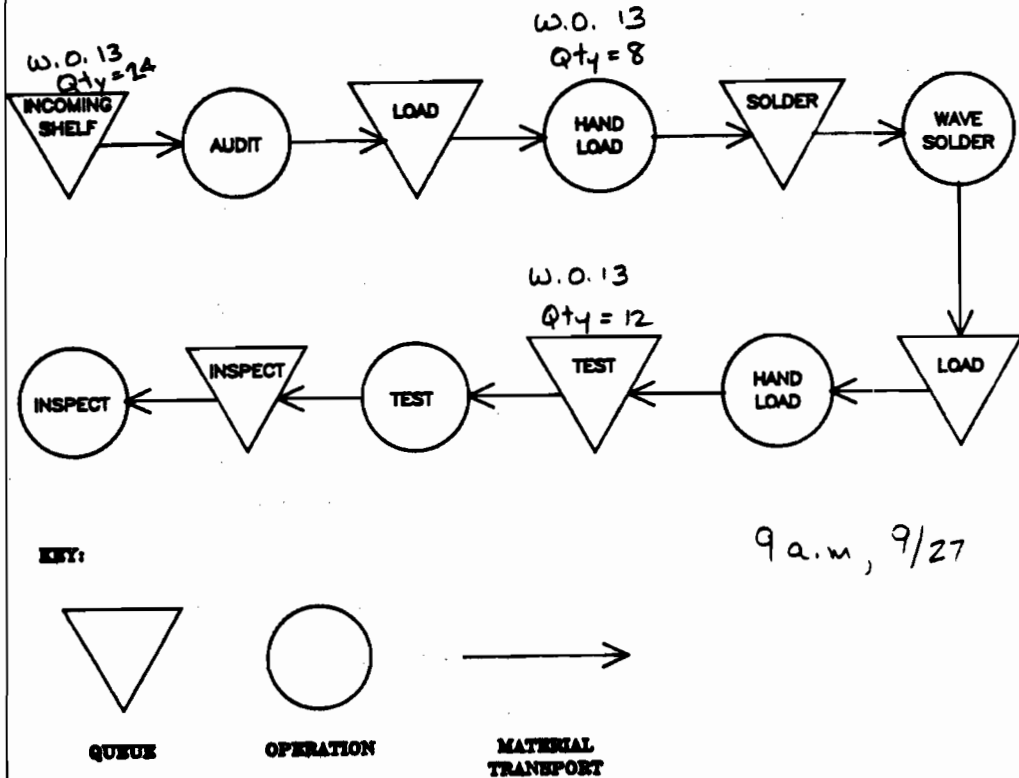 W.O. 13
Qty = 24
INCOMING
SHELF
AUDIT
LOAD
W.O. 13
Qty = 8
HAND
LOAD
SOLDER
WAVE
SOLDER
INSPECT
INSPECT
TEST
W.O. 13
Qty = 12
TEST
HAND
LOAD
LOAD
9 a.m, 9/27
KEY:
QUEUE
OPERATION
MATERIAL
TRANSPORT